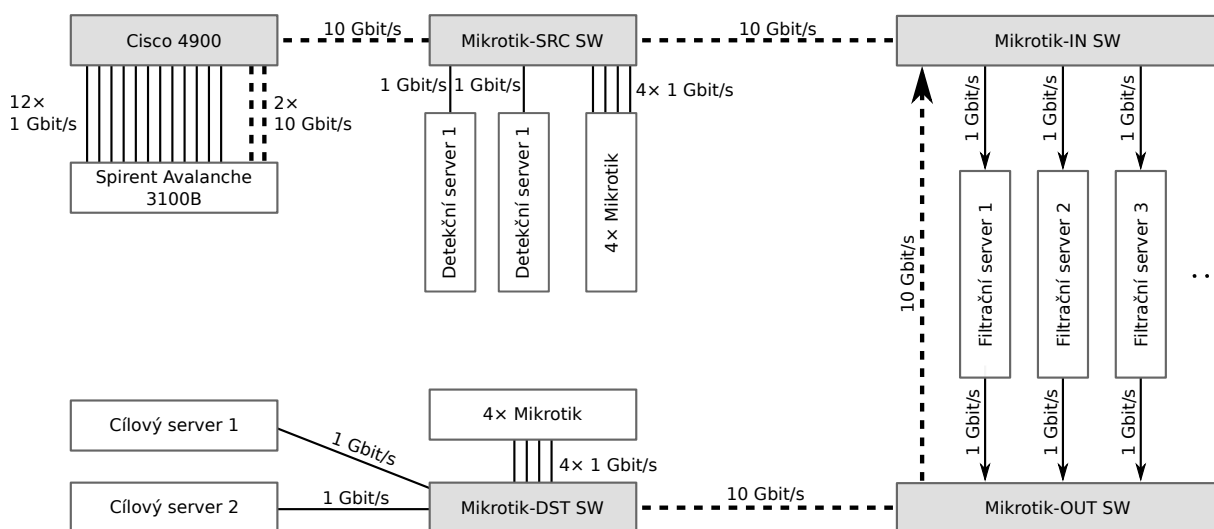 Cisco 4900
10 Gbit/s
Mikrotik-SRC SW
10 Gbit/s
Mikrotik-IN SW
12×
1 Gbit/s
2×
10 Gbit/s
1 Gbit/s
1 Gbit/s
4× 1 Gbit/s
1 Gbit/s
1 Gbit/s
1 Gbit/s
Spirent Avalanche
3100B
Detekční server 1
Detekční server 1
4× Mikrotik
10 Gbit/s
Filtrační server 1
Filtrační server 2
Filtrační server 3
. .
1 Gbit/s
1 Gbit/s
1 Gbit/s
Cílový server 1
1 Gbit/s
4× Mikrotik
4× 1 Gbit/s
Cílový server 2
1 Gbit/s
Mikrotik-DST SW
10 Gbit/s
Mikrotik-OUT SW